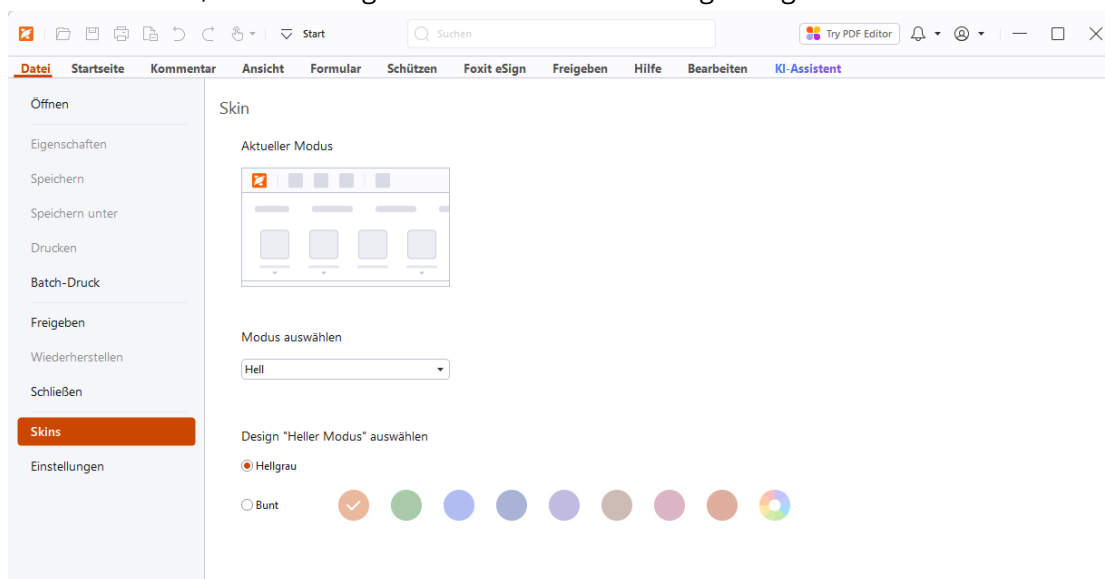 Start
Suchen
Try PDF Editor
Datei Startseite Kommentar Ansicht Formular Schützen Foxit eSign Freigeben Hilfe Bearbeiten KI-Assistent
Öffnen
Eigenschaften
Speichern
Speichern unter
Drucken
Batch-Druck
Freigeben
Wiederherstellen
Schließen
Skins
Einstellungen
Skin
Aktueller Modus
Modus auswählen
Hell
Design "Heller Modus" auswählen
Hellgrau
Bunt